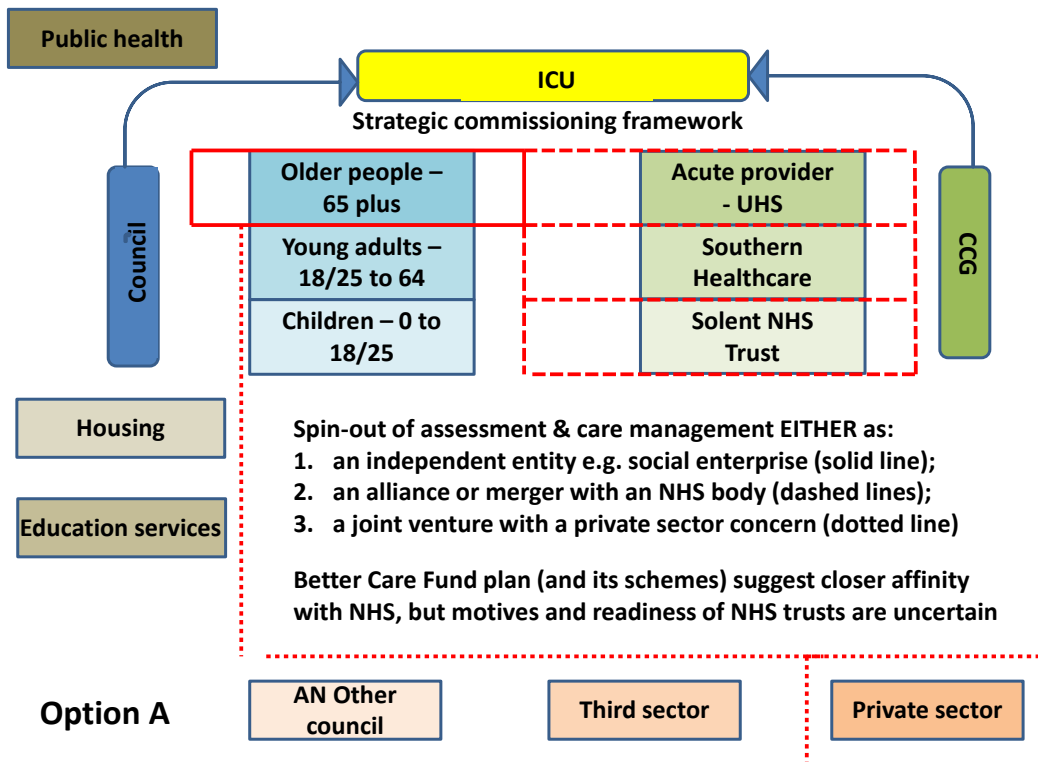 Public health
ICU
Strategic commissioning framework
Council
Older people –
65 plus
Acute provider
- UHS
CCG
Young adults –
18/25 to 64
Southern
Healthcare
Children – 0 to
18/25
Solent NHS
Trust
Housing
Education services
Spin-out of assessment & care management EITHER as:
1. an independent entity e.g. social enterprise (solid line);
2. an alliance or merger with an NHS body (dashed lines);
3. a joint venture with a private sector concern (dotted line)
Better Care Fund plan (and its schemes) suggest closer affinity
with NHS, but motives and readiness of NHS trusts are uncertain
Option A
AN Other
council
Third sector
Private sector